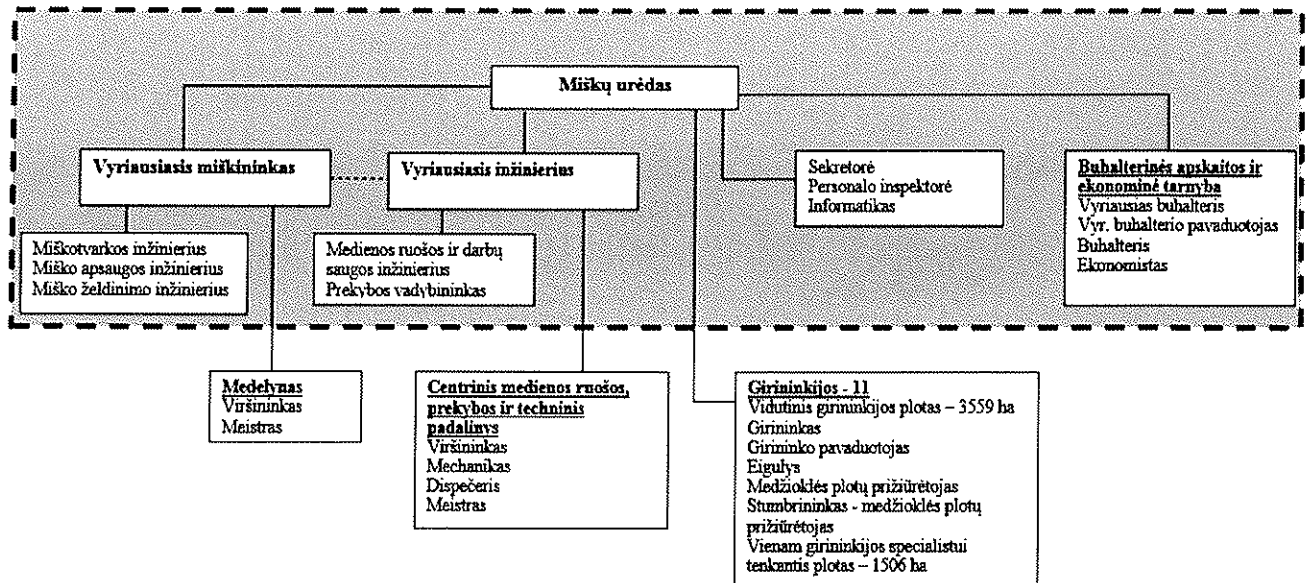 Miškų urėdas
Vyriausiasis miškininkas
Vyriausiasis inžinierius
Sekretorė
Personalo inspektorė
Informatikas
Buhalterinės apskaitos ir
ekonominė tarnyba
Vyriausias buhalteris
Vyr. buhalterio pavaduotojas
Buhalteris
Ekonomistas
Miškotvarkos inžinierius
Miško apsaugos inžinierius
Miško želdinimo inžinierius
Medienos ruošos ir darbų
saugos inžinierius
Prekybos vadybininkas
Medelynas
Viršininkas
Meistras
Centrinis medienos ruošos,
prekybos ir techninis
padalinys
Viršininkas
Mechanikas
Dispečeris
Meistras
Girininkijos - 11
Vidutinis girininkijos plotas – 3559 ha
Girininkas
Girininko pavaduotojas
Eigulys
Medžioklės plotų prižiūrėtojas
Stumbrininkas - medžioklės plotų
prižiūrėtojas
Vienam girininkijos specialistui
tenkantis plotas – 1506 ha